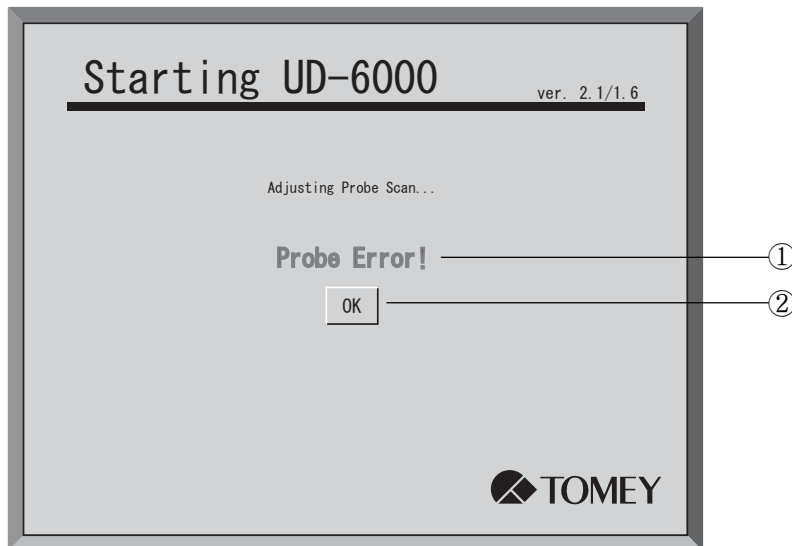 Starting UD-6000
ver. 2.1/1.6
Adjusting Probe Scan...
Probe Error!
①
OK
②
TOMEY